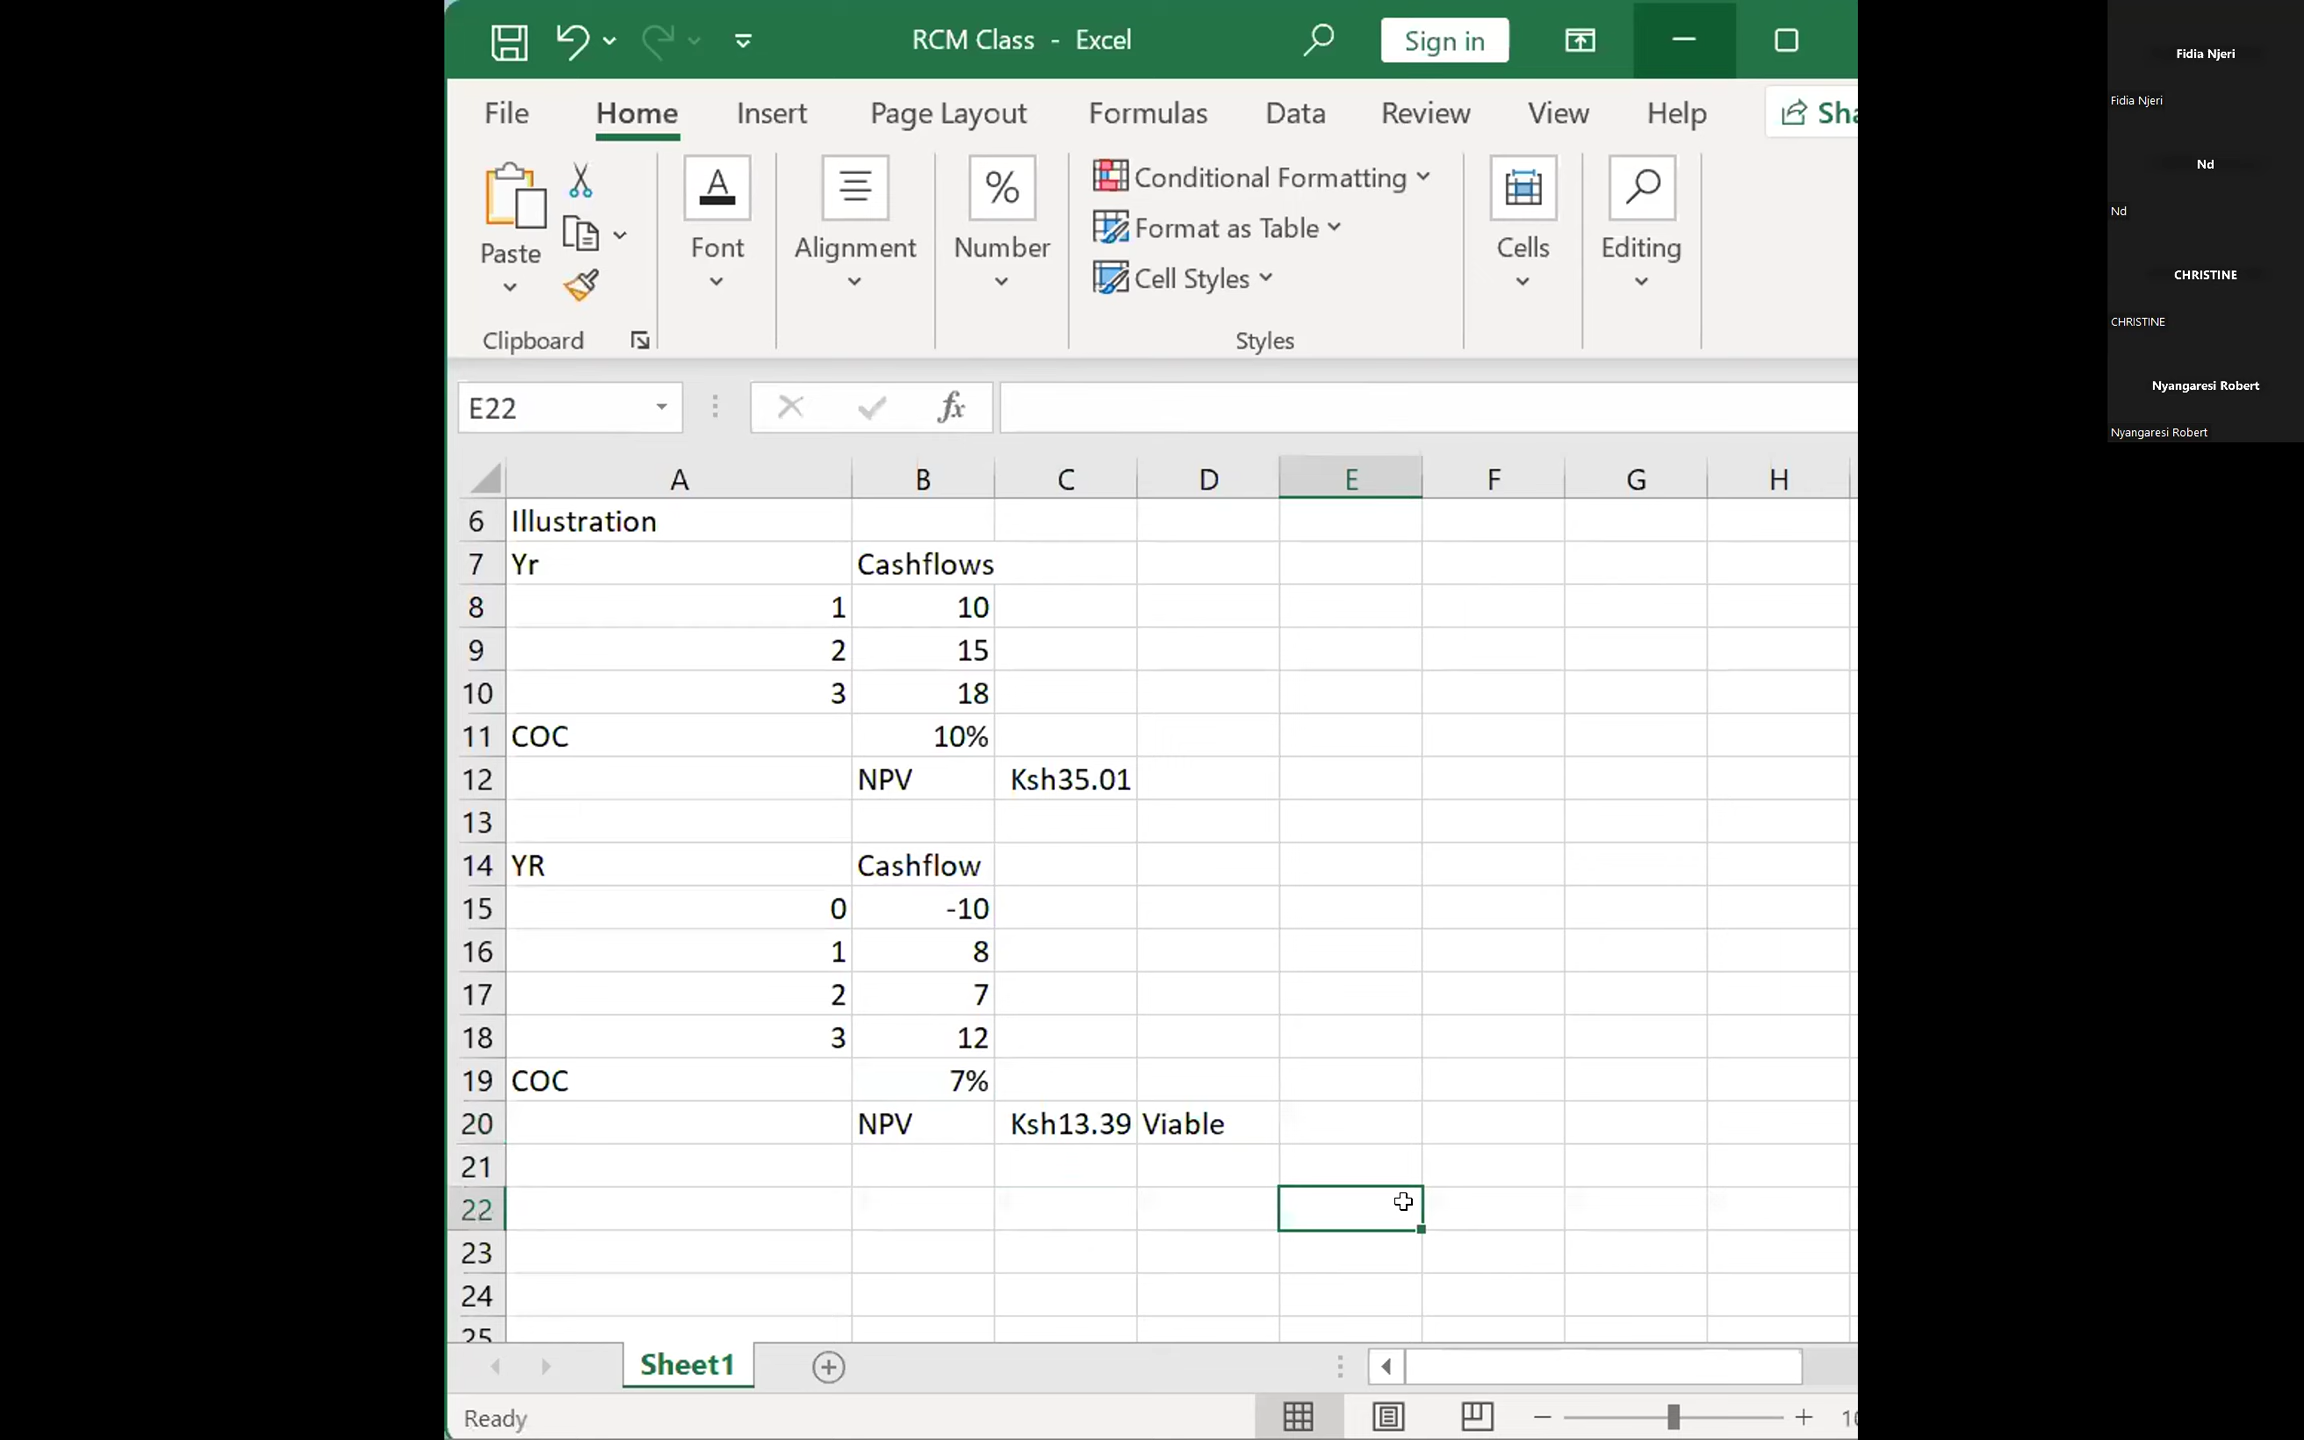 RCM Class - Excel
Sign in
File Home Insert Page Layout Formulas Data Review View Help Sha
Paste
Font
Alignment
Number
Conditional Formatting
Format as Table
Cell Styles
Cells
Editing
Clipboard
Styles
E22
fx
A B C D E F G H
6 Illustration
7 Yr Cashflows
8 1 10
9 2 15
10 3 18
11 COC 10%
12 NPV Ksh35.01
13
14 YR Cashflow
15 0 -10
16 1 8
17 2 7
18 3 12
19 COC 7%
20 NPV Ksh13.39 Viable
21
22
23
24
25
Sheet1
Ready
10
Fidia Njeri
Fidia Njeri
Nd
Nd
CHRISTINE
CHRISTINE
Nyangaresi Robert
Nyangaresi Robert